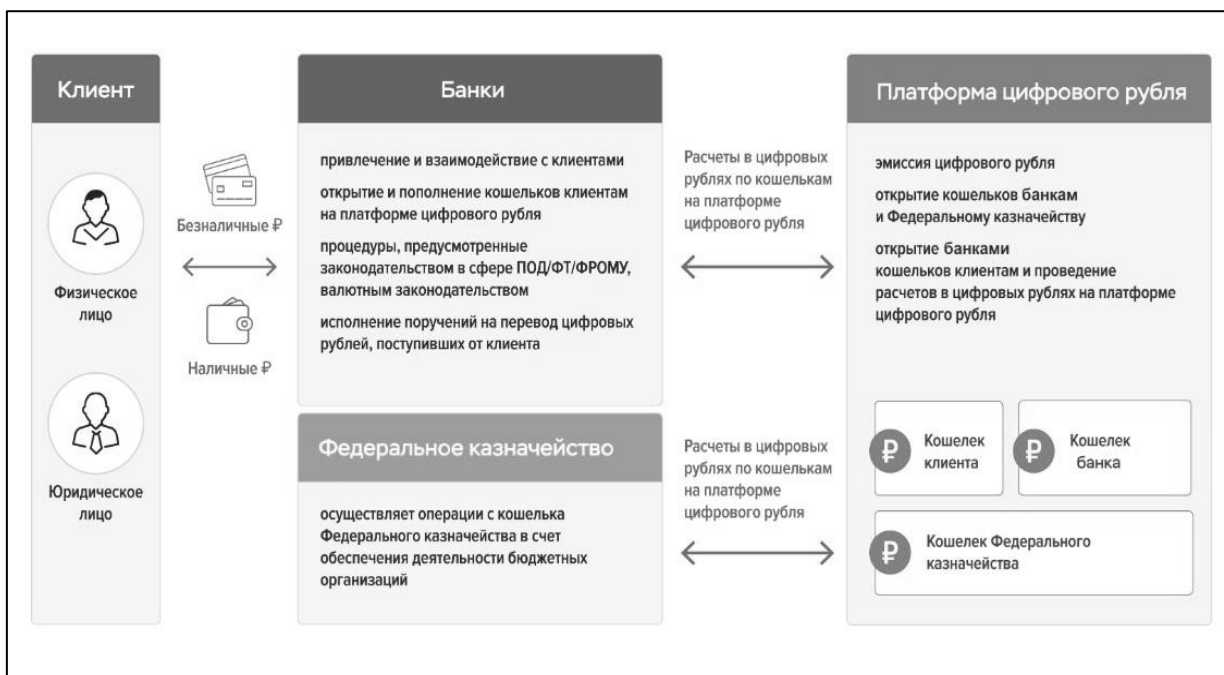 Клиент
Физическое
лицо
Юридическое
лицо
Безналичные ₽
Наличные ₽
Банки
привлечение и взаимодействие с клиентами
открытие и пополнение кошельков клиентам
на платформе цифрового рубля
процедуры, предусмотренные
законодательством в сфере ПОД/ФТ/ФРОМУ,
валютным законодательством
исполнение поручений на перевод цифровых
рублей, поступивших от клиента
Федеральное казначейство
осуществляет операции с кошелька
Федерального казначейства в счет
обеспечения деятельности бюджетных
организаций
Расчеты в цифровых
рублях по кошелькам
на платформе
цифрового рубля
Расчеты в цифровых
рублях по кошелькам
на платформе
цифрового рубля
Платформа цифрового рубля
эмиссия цифрового рубля
открытие кошельков банкам
и Федеральному казначейству
открытие банками
кошельков клиентам и проведение
расчетов в цифровых рублях на платформе
цифрового рубля
₽ Кошелек
клиента
₽ Кошелек
банка
₽ Кошелек Федерального
казначейства